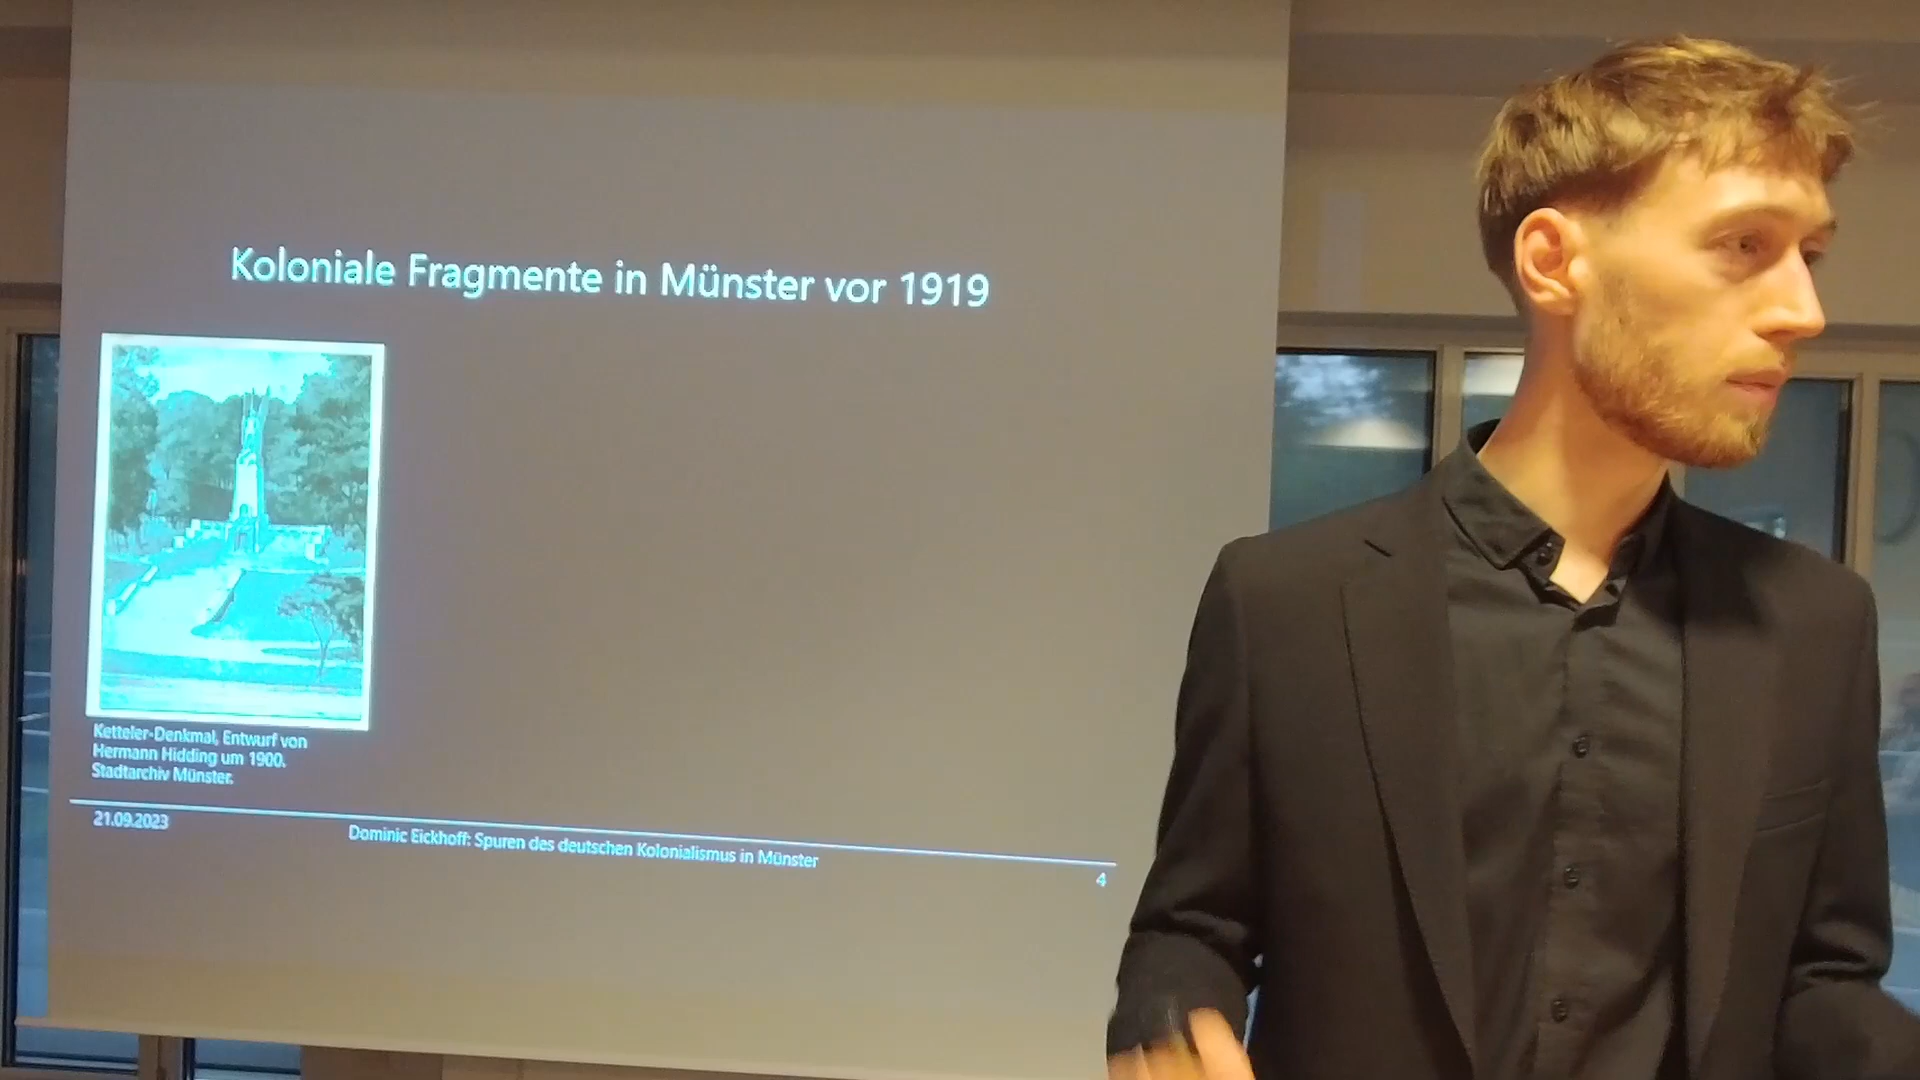 Koloniale Fragmente in Münster vor 1919
Ketteler-Denkmal, Entwurf von
Hermann Hidding um 1900.
Stadtarchiv Münster.
21.09.2023
Dominic Eickhoff: Spuren des deutschen Kolonialismus in Münster
4